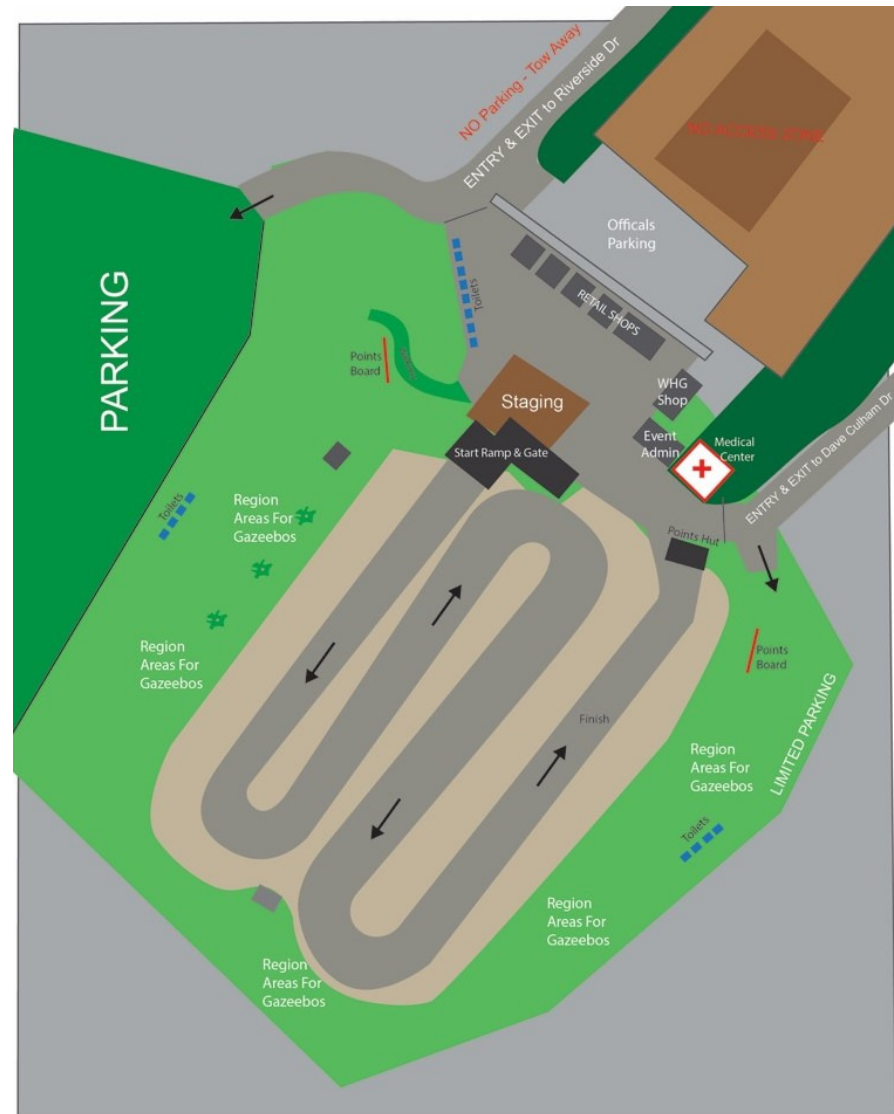 NO Parking - Tow Away
ENTRY & EXIT to Riverside Dr
NO ACCESS ZONE
Officals
Parking
PARKING
Toilets
RETAIL SHOPS
Points
Board
WHG
Shop
Staging
Event
Admin
Medical
Center
Start Ramp & Gate
ENTRY & EXIT to Dave Culham Dr
Toilets
Region
Areas For
Gazeebos
Points Hut
Region
Areas For
Gazeebos
Points
Board
LIMITED PARKING
Finish
Region
Areas For
Gazeebos
Toilets
Region
Areas For
Gazeebos
Region
Areas For
Gazeebos